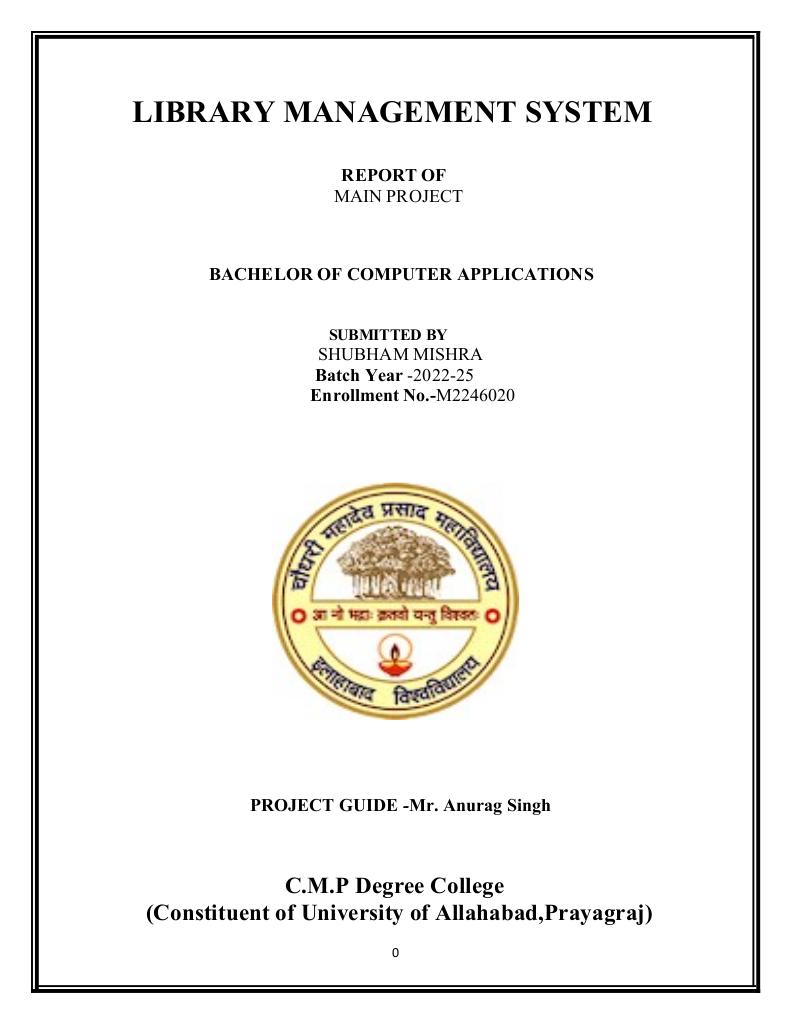 LIBRARY MANAGEMENT SYSTEM
REPORT OF
MAIN PROJECT
BACHELOR OF COMPUTER APPLICATIONS
SUBMITTED BY
SHUBHAM MISHRA
Batch Year -2022-25
Enrollment No.-M2246020
चौधरी महादेव प्रसाद महाविद्यालय
आ नो भद्राः क्रतवो यन्तु विश्वतः
इलाहाबाद विश्वविद्यालय
PROJECT GUIDE -Mr. Anurag Singh
C.M.P Degree College
(Constituent of University of Allahabad,Prayagraj)
0